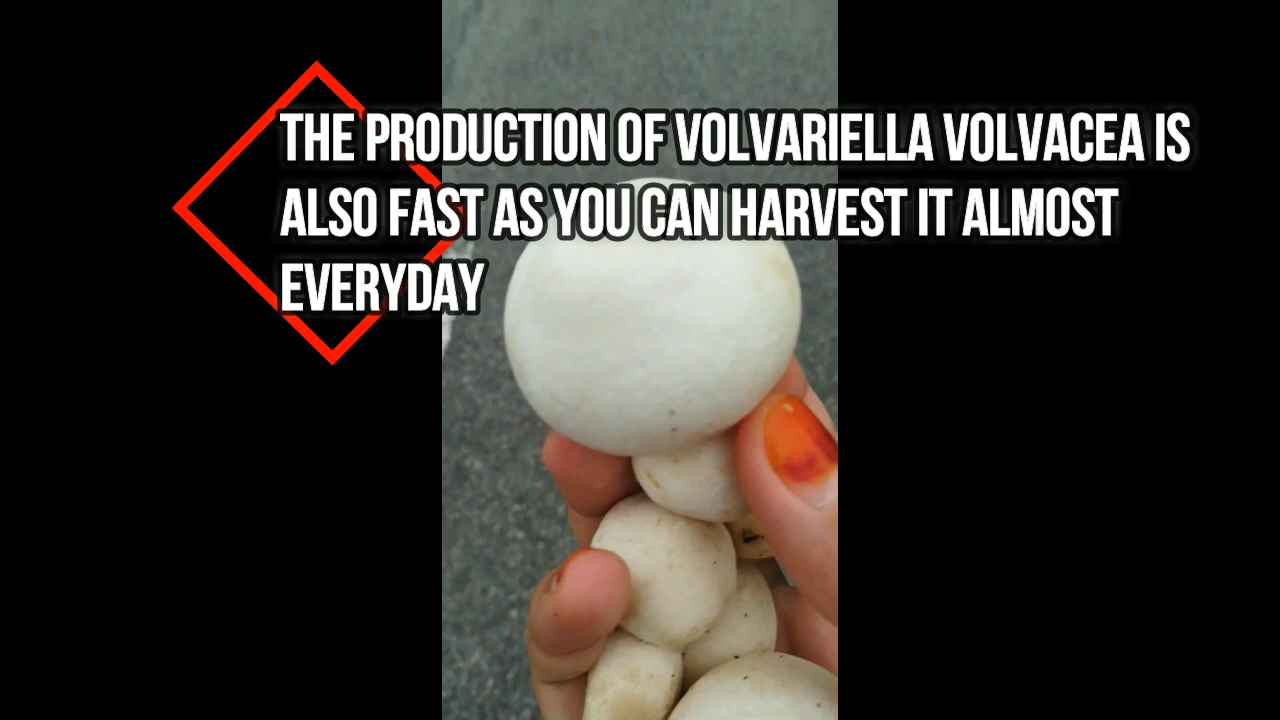 THE PRODUCTION OF VOLVARIELLA VOLVACEA IS
ALSO FAST AS YOU CAN HARVEST IT ALMOST
EVERYDAY